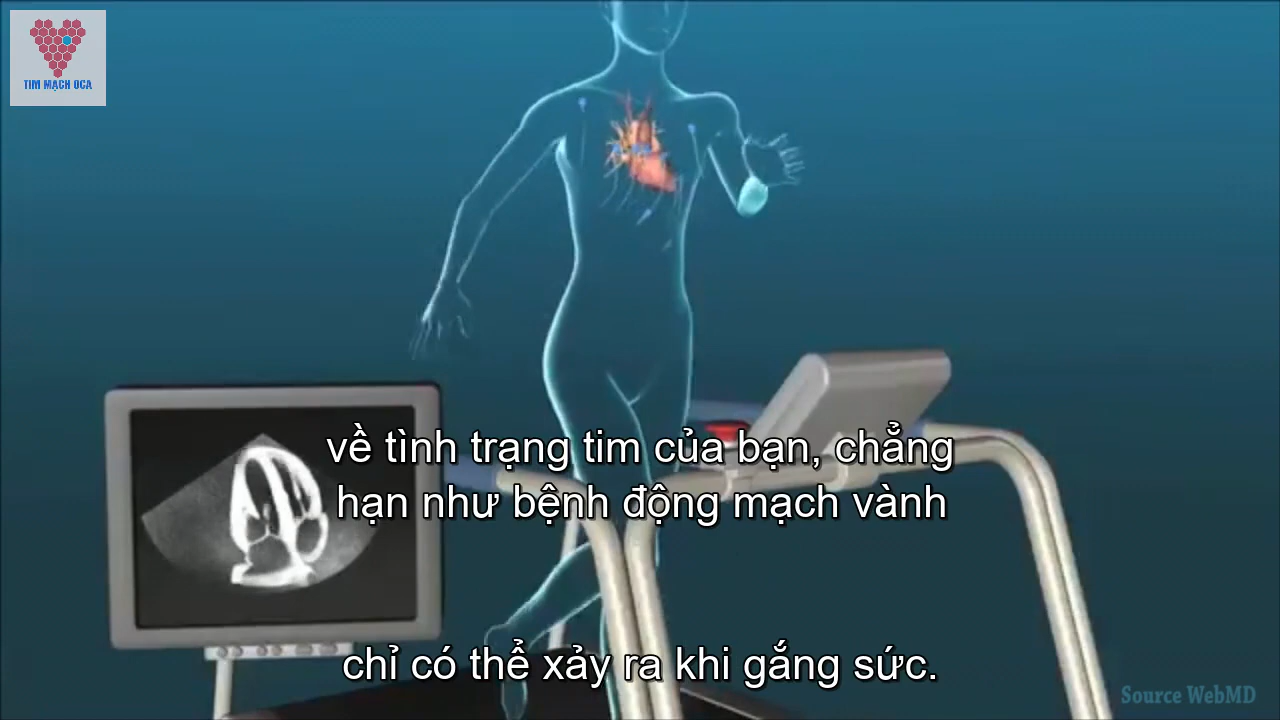 TIM MẠCH OCA
về tình trạng tim của bạn, chẳng
hạn như bệnh động mạch vành
chỉ có thể xảy ra khi gắng sức.
Source WebMD